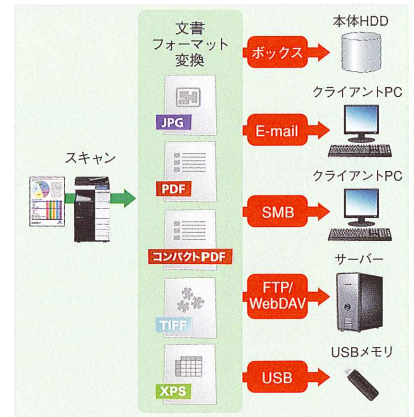 文書
フォーマット
変換
スキャン
JPG
PDF
コンパクトPDF
TIFF
XPS
ボックス
E-mail
SMB
FTP/
WebDAV
USB
本体HDD
クライアントPC
クライアントPC
サーバー
USBメモリ